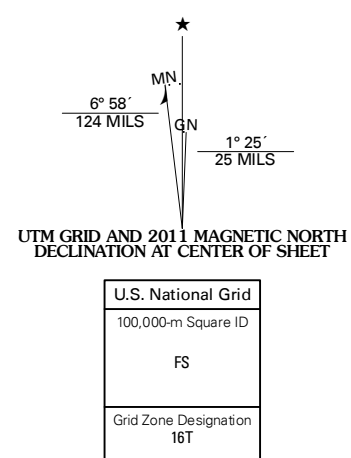 ★
MN
6° 58´
124 MILS
GN
1° 25´
25 MILS
UTM GRID AND 2011 MAGNETIC NORTH
DECLINATION AT CENTER OF SHEET
U.S. National Grid
100,000-m Square ID
FS
Grid Zone Designation
16T